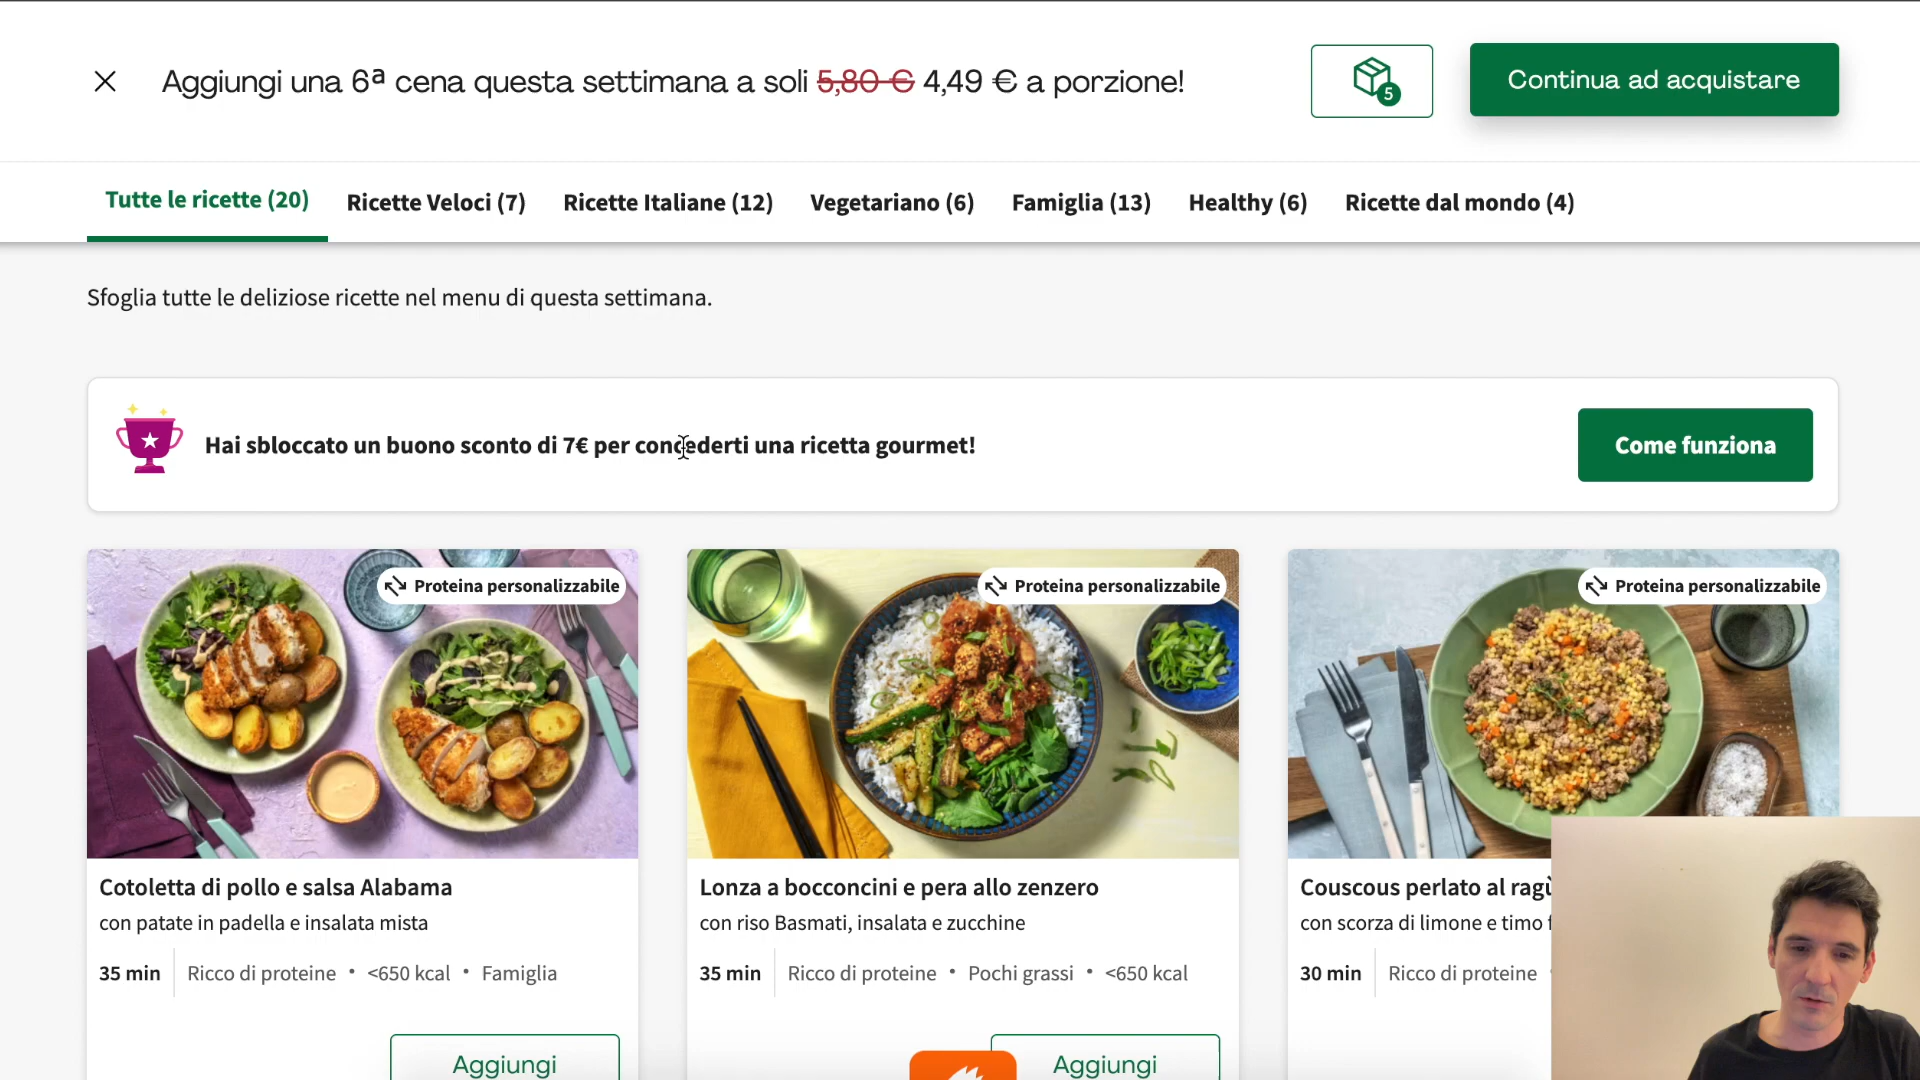 Aggiungi una 6ª cena questa settimana a soli 5,80 € 4,49 € a porzione!
5
Continua ad acquistare
Tutte le ricette (20)
Ricette Veloci (7)
Ricette Italiane (12)
Vegetariano (6)
Famiglia (13)
Healthy (6)
Ricette dal mondo (4)
Sfoglia tutte le deliziose ricette nel menu di questa settimana.
Hai sbloccato un buono sconto di 7€ per concederti una ricetta gourmet!
Come funziona
Proteina personalizzabile
Proteina personalizzabile
Proteina personalizzabile
Cotoletta di pollo e salsa Alabama
con patate in padella e insalata mista
35 min Ricco di proteine • <650 kcal • Famiglia
Aggiungi
Lonza a bocconcini e pera allo zenzero
con riso Basmati, insalata e zucchine
35 min Ricco di proteine • Pochi grassi • <650 kcal
Aggiungi
Couscous perlato al ragù
con scorza di limone e timo
30 min Ricco di proteine